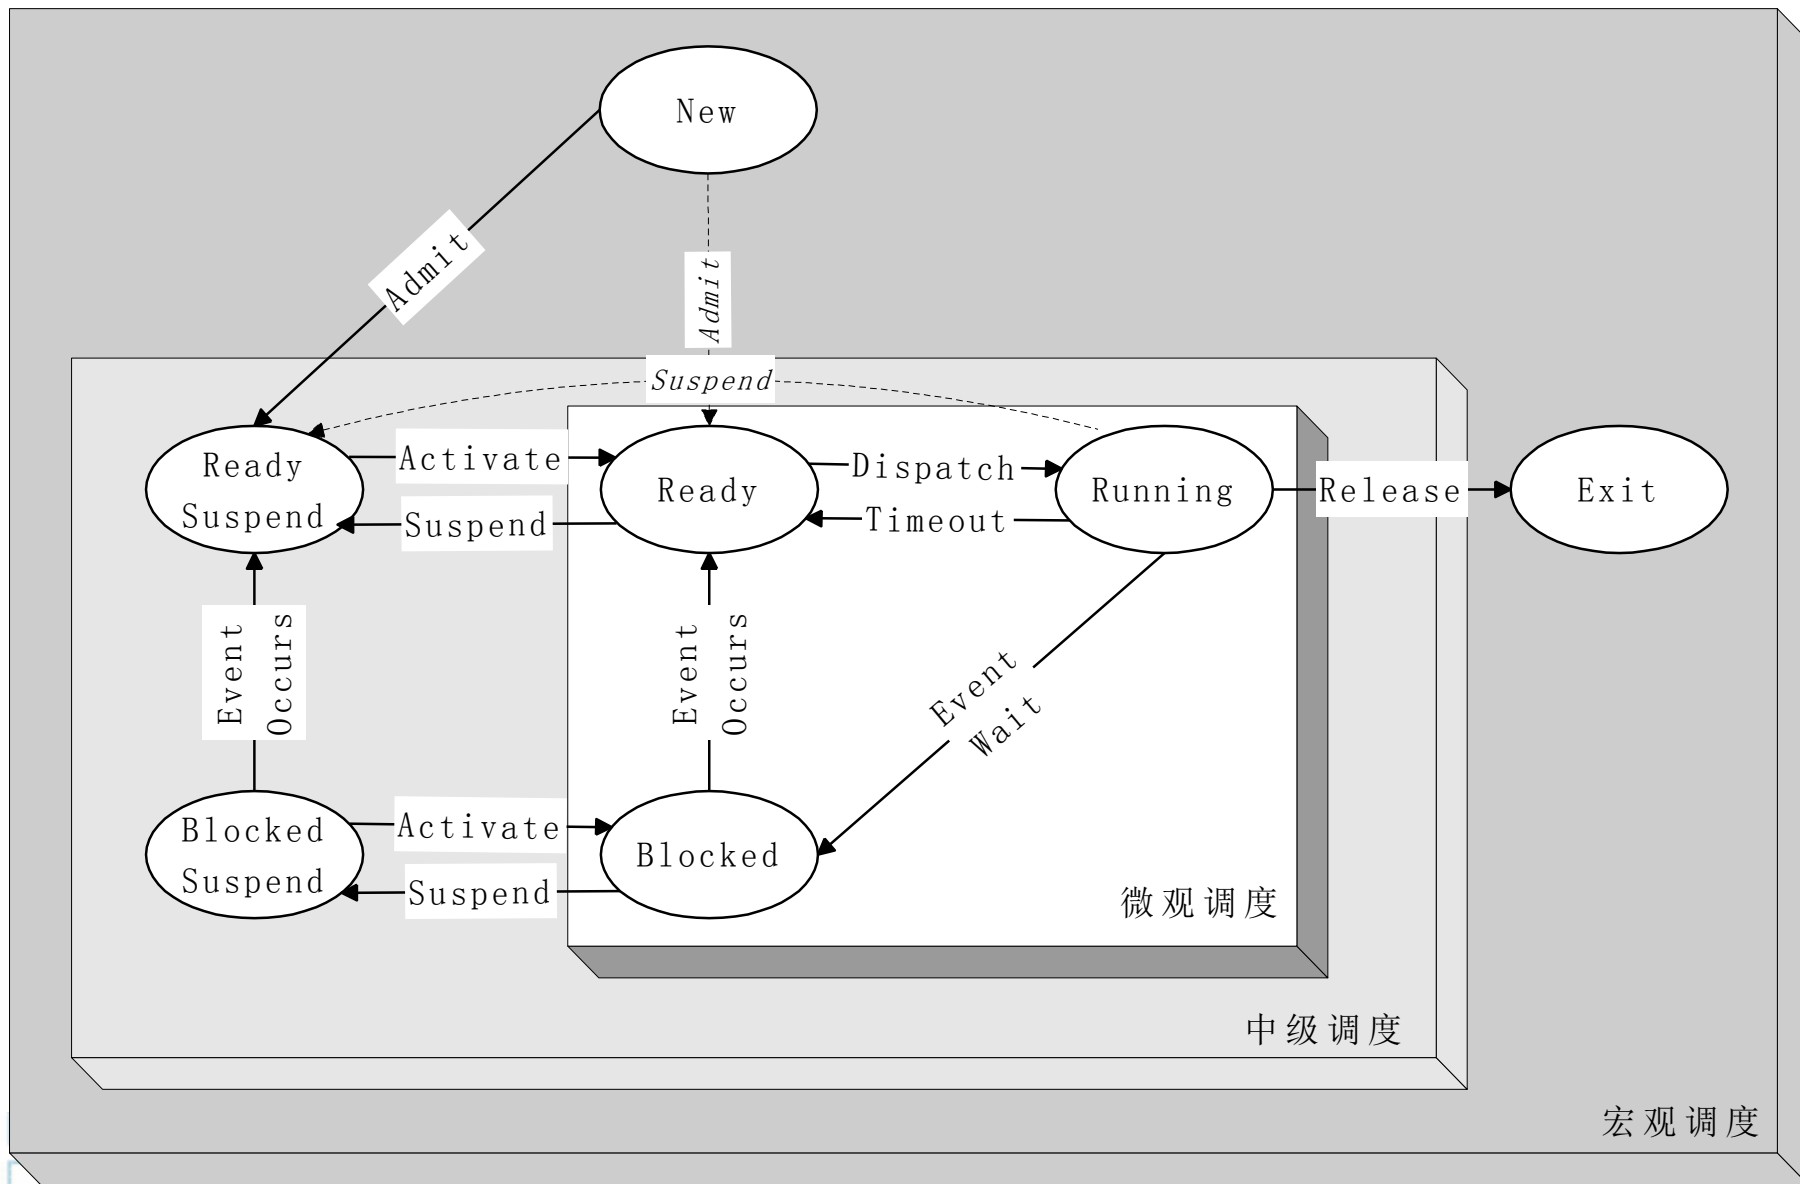 New
Admit
Admit
Suspend
Ready
Suspend
Activate
Suspend
Ready
Dispatch
Timeout
Running
Release
Exit
Event
Occurs
Event
Occurs
Event
Wait
Blocked
Suspend
Activate
Suspend
Blocked
微观调度
中级调度
宏观调度